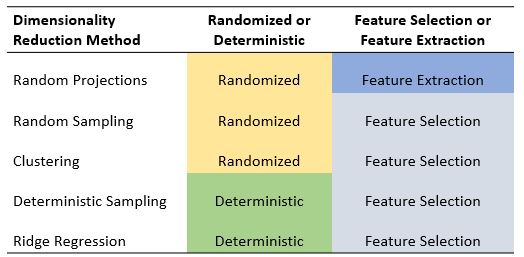 Dimensionality Reduction Method Randomized or Deterministic Feature Selection or Feature Extraction
Random Projections Randomized Feature Extraction
Random Sampling Randomized Feature Selection
Clustering Randomized Feature Selection
Deterministic Sampling Deterministic Feature Selection
Ridge Regression Deterministic Feature Selection